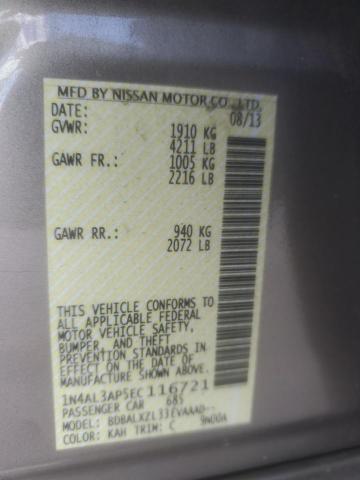 MFD BY NISSAN MOTOR CO., LTD.
DATE: 08/13
GVWR: 1910 KG
4211 LB
GAWR FR.: 1005 KG
2216 LB
GAWR RR.: 940 KG
2072 LB
THIS VEHICLE CONFORMS TO
ALL APPLICABLE FEDERAL
MOTOR VEHICLE SAFETY,
BUMPER, AND THEFT
PREVENTION STANDARDS IN
EFFECT ON THE DATE OF
MANUFACTURE SHOWN ABOVE.
1N4AL3AP5EC116721
PASSENGER CAR 685
MODEL: BDBALXZL33EVAAAD--
COLOR: KAH TRIM: C 9N00A